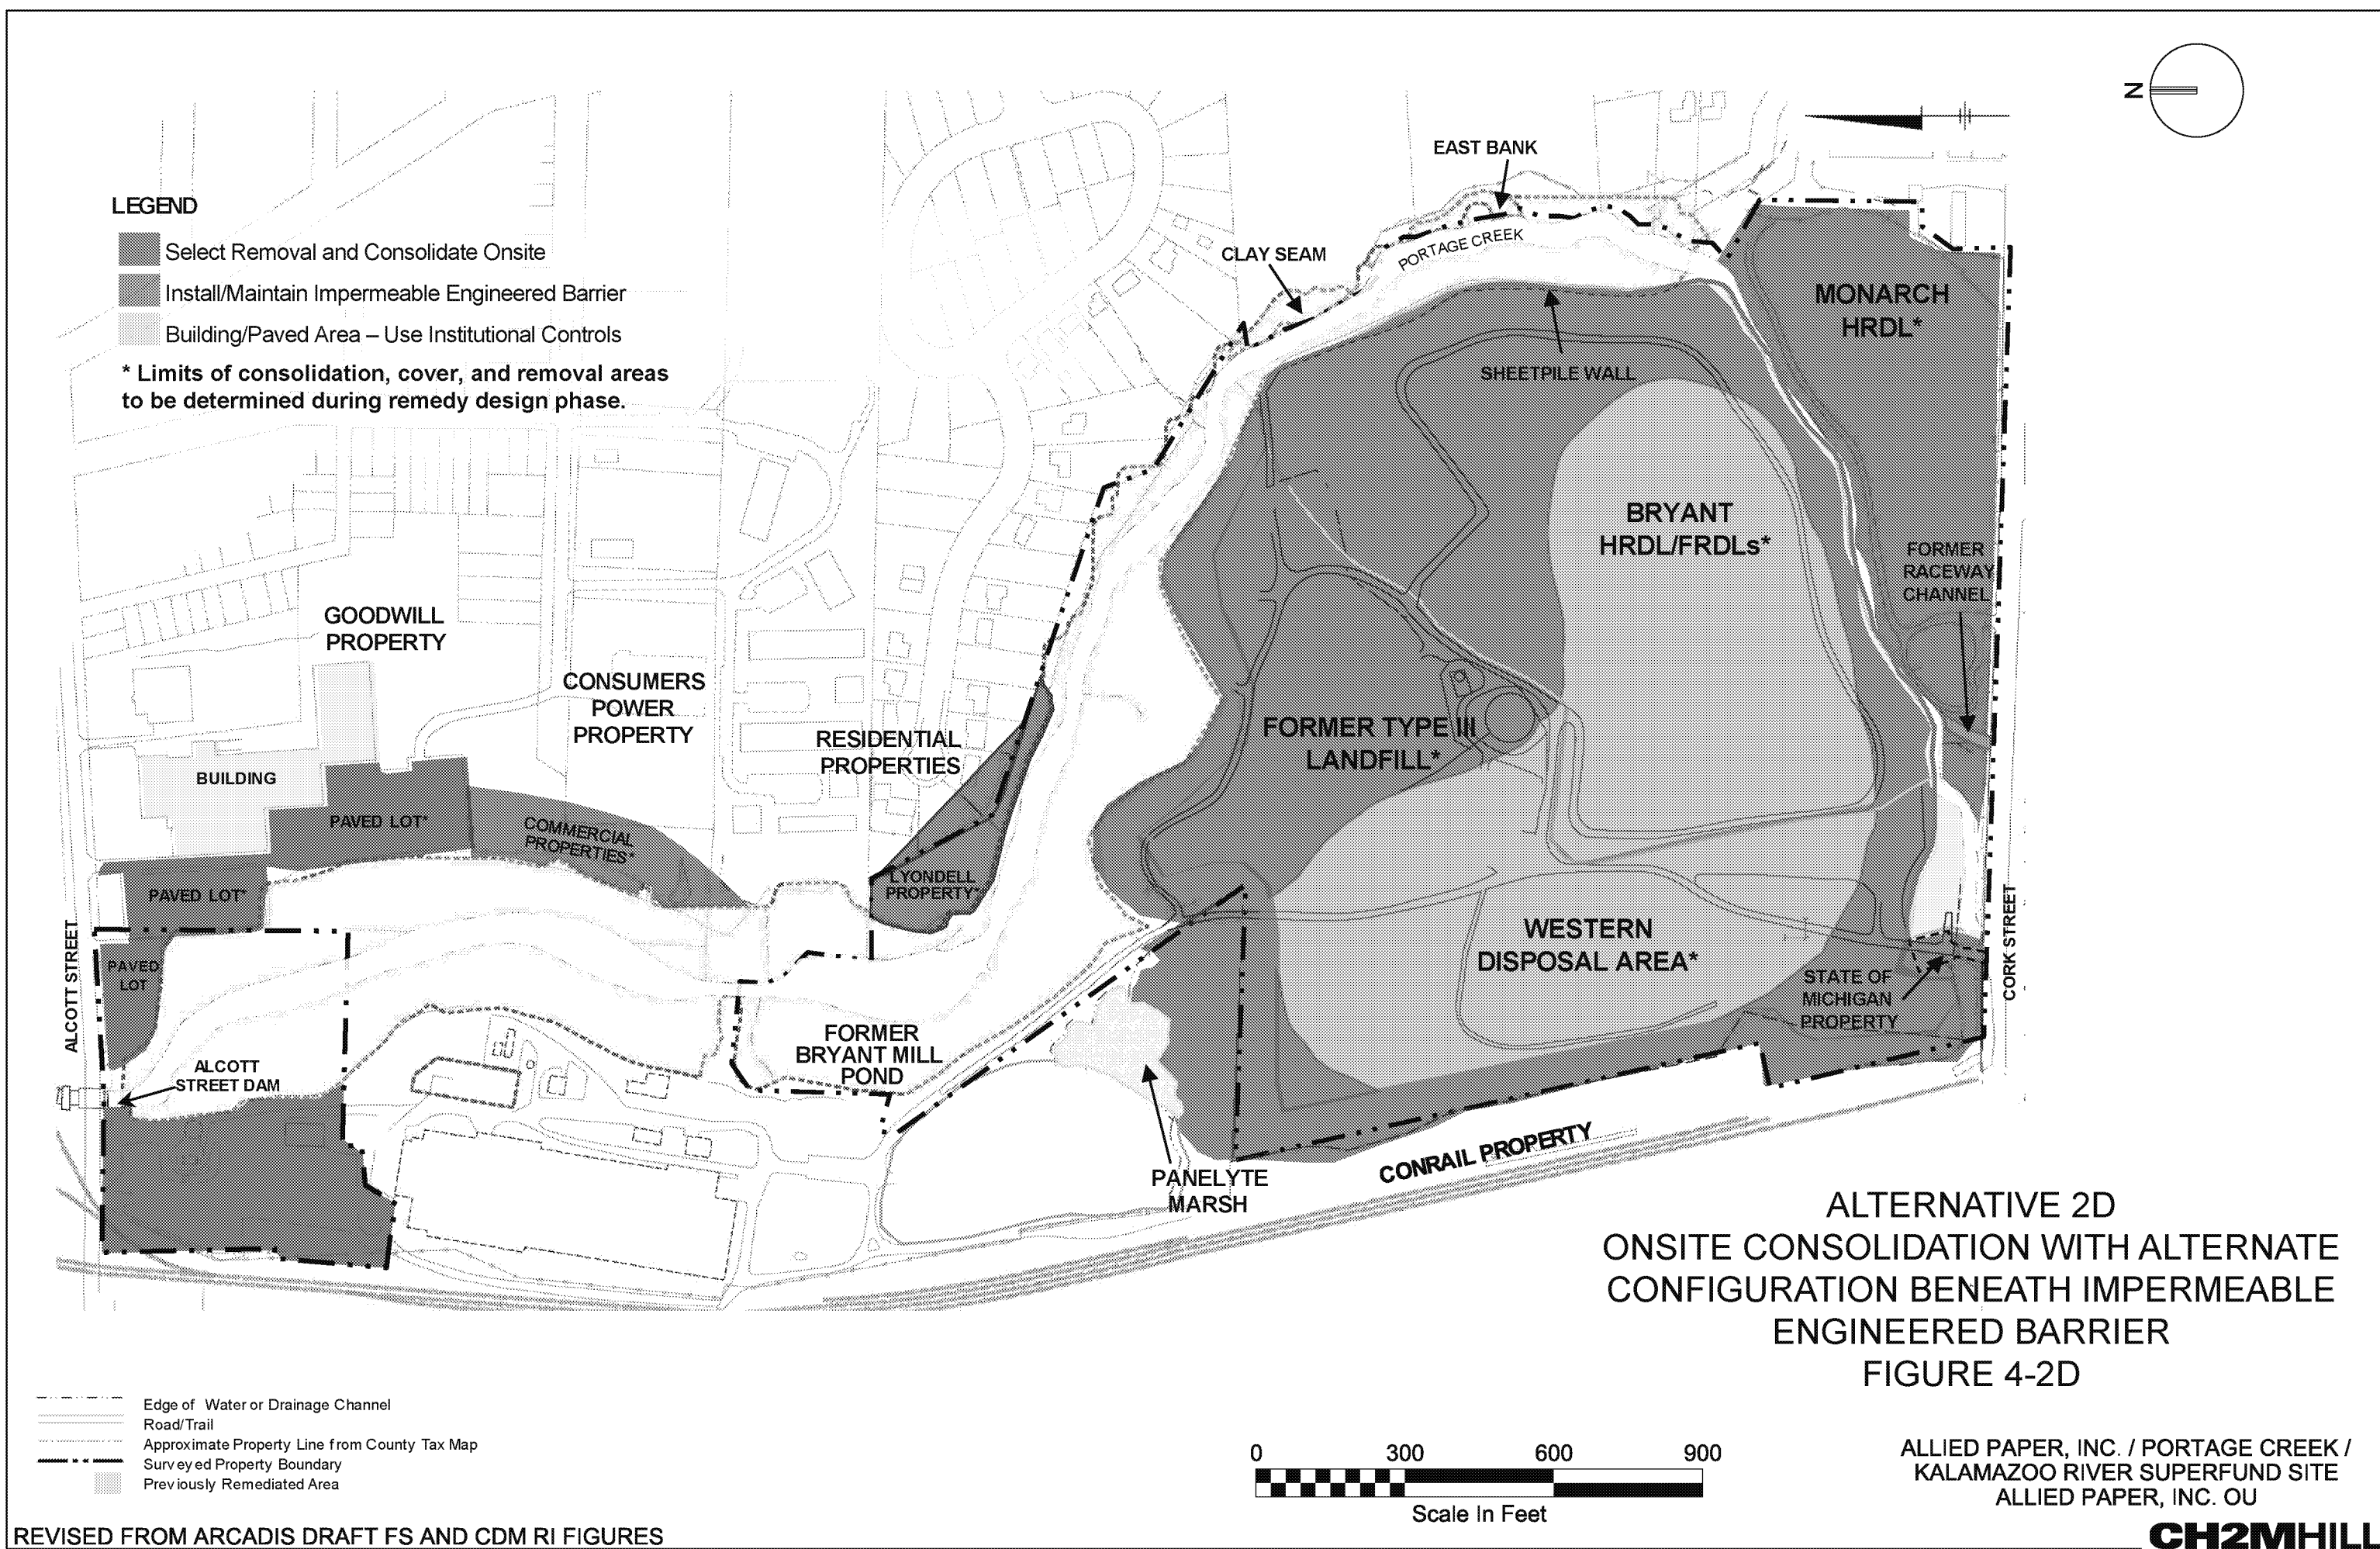 N
EAST BANK
PORTAGE CREEK
CLAY SEAM
LEGEND
Select Removal and Consolidate Onsite
Install/Maintain Impermeable Engineered Barrier
Building/Paved Area – Use Institutional Controls
* Limits of consolidation, cover, and removal areas
to be determined during remedy design phase.
MONARCH
HRDL*
SHEETPILE WALL
BRYANT
HRDL/FRDLs*
FORMER
RACEWAY
CHANNEL
GOODWILL
PROPERTY
CONSUMERS
POWER
PROPERTY
RESIDENTIAL
PROPERTIES
FORMER TYPE III
LANDFILL*
BUILDING
PAVED LOT*
COMMERCIAL
PROPERTIES*
PAVED LOT*
LYONDELL
PROPERTY*
WESTERN
DISPOSAL AREA*
ALCOTT STREET
PAVED
LOT
CORK STREET
STATE OF
MICHIGAN
PROPERTY
FORMER
BRYANT MILL
POND
ALCOTT
STREET DAM
PANELYTE
MARSH
CONRAIL PROPERTY
ALTERNATIVE 2D
ONSITE CONSOLIDATION WITH ALTERNATE
CONFIGURATION BENEATH IMPERMEABLE
ENGINEERED BARRIER
FIGURE 4-2D
Edge of Water or Drainage Channel
Road/Trail
Approximate Property Line from County Tax Map
Surveyed Property Boundary
Previously Remediated Area
0 300 600 900
Scale In Feet
ALLIED PAPER, INC. / PORTAGE CREEK /
KALAMAZOO RIVER SUPERFUND SITE
ALLIED PAPER, INC. OU
REVISED FROM ARCADIS DRAFT FS AND CDM RI FIGURES
CH2MHILL